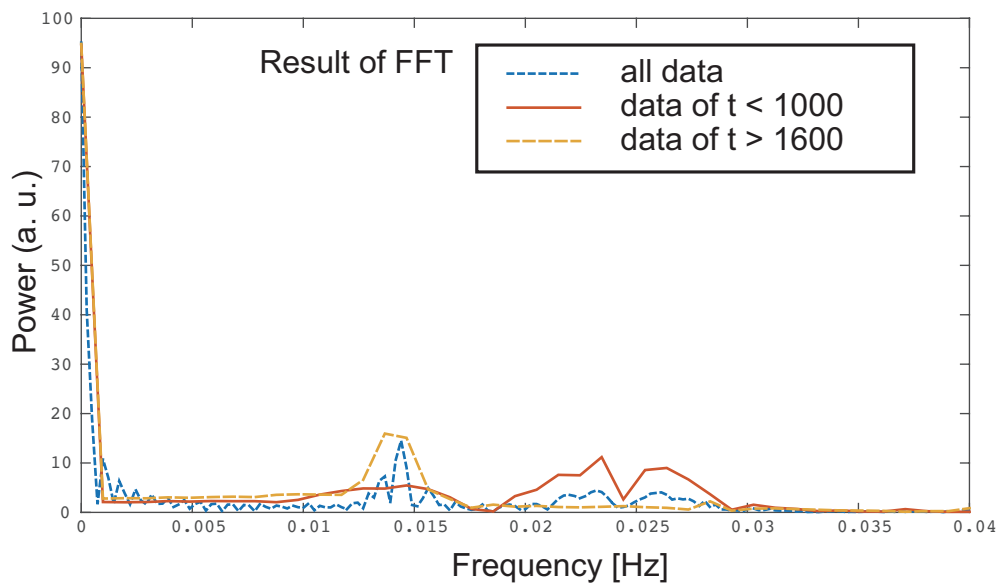 100
90
80
70
60
50
40
30
20
10
0
Power (a. u.)
Result of FFT
all data
data of t < 1000
data of t > 1600
0 0.005 0.01 0.015 0.02 0.025 0.03 0.035 0.04
Frequency [Hz]